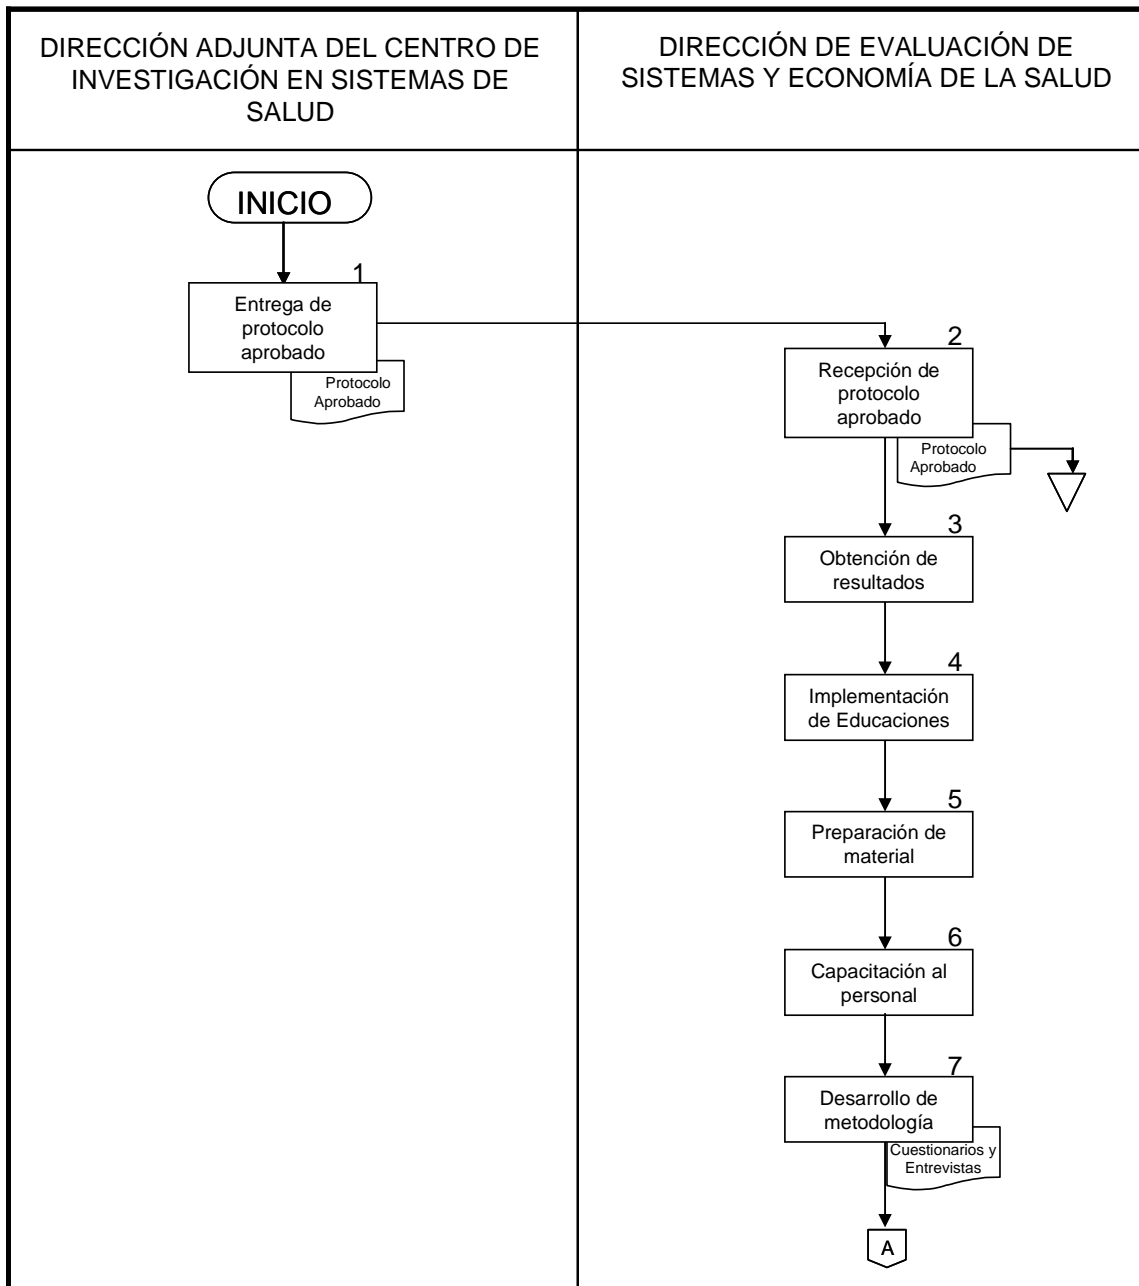 DIRECCIÓN ADJUNTA DEL CENTRO DE
INVESTIGACIÓN EN SISTEMAS DE
SALUD
DIRECCIÓN DE EVALUACIÓN DE
SISTEMAS Y ECONOMÍA DE LA SALUD
INICIO
1
Entrega de
protocolo
aprobado
Protocolo
Aprobado
2
Recepción de
protocolo
aprobado
Protocolo
Aprobado
3
Obtención de
resultados
4
Implementación
de Educaciones
5
Preparación de
material
6
Capacitación al
personal
7
Desarrollo de
metodología
Cuestionarios y
Entrevistas
A